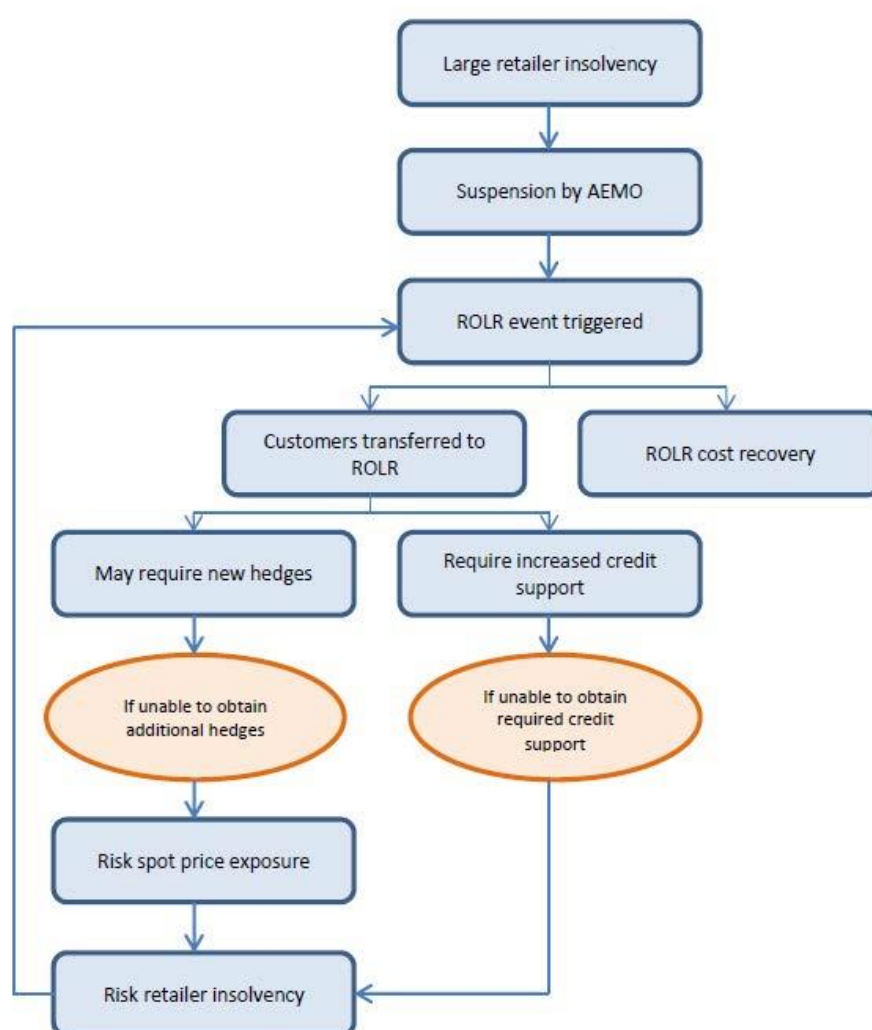 Large retailer insolvency
Suspension by AEMO
ROLR event triggered
Customers transferred to
ROLR
ROLR cost recovery
May require new hedges
Require increased credit
support
If unable to obtain
additional hedges
If unable to obtain
required credit
support
Risk spot price exposure
Risk retailer insolvency